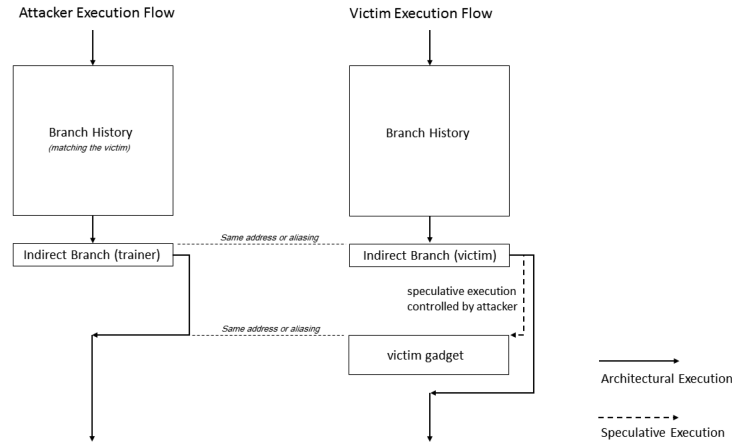 Attacker Execution Flow
Victim Execution Flow
Branch History
(matching the victim)
Branch History
Same address or aliasing
Indirect Branch (trainer)
Indirect Branch (victim)
speculative execution
controlled by attacker
Same address or aliasing
victim gadget
Architectural Execution
Speculative Execution